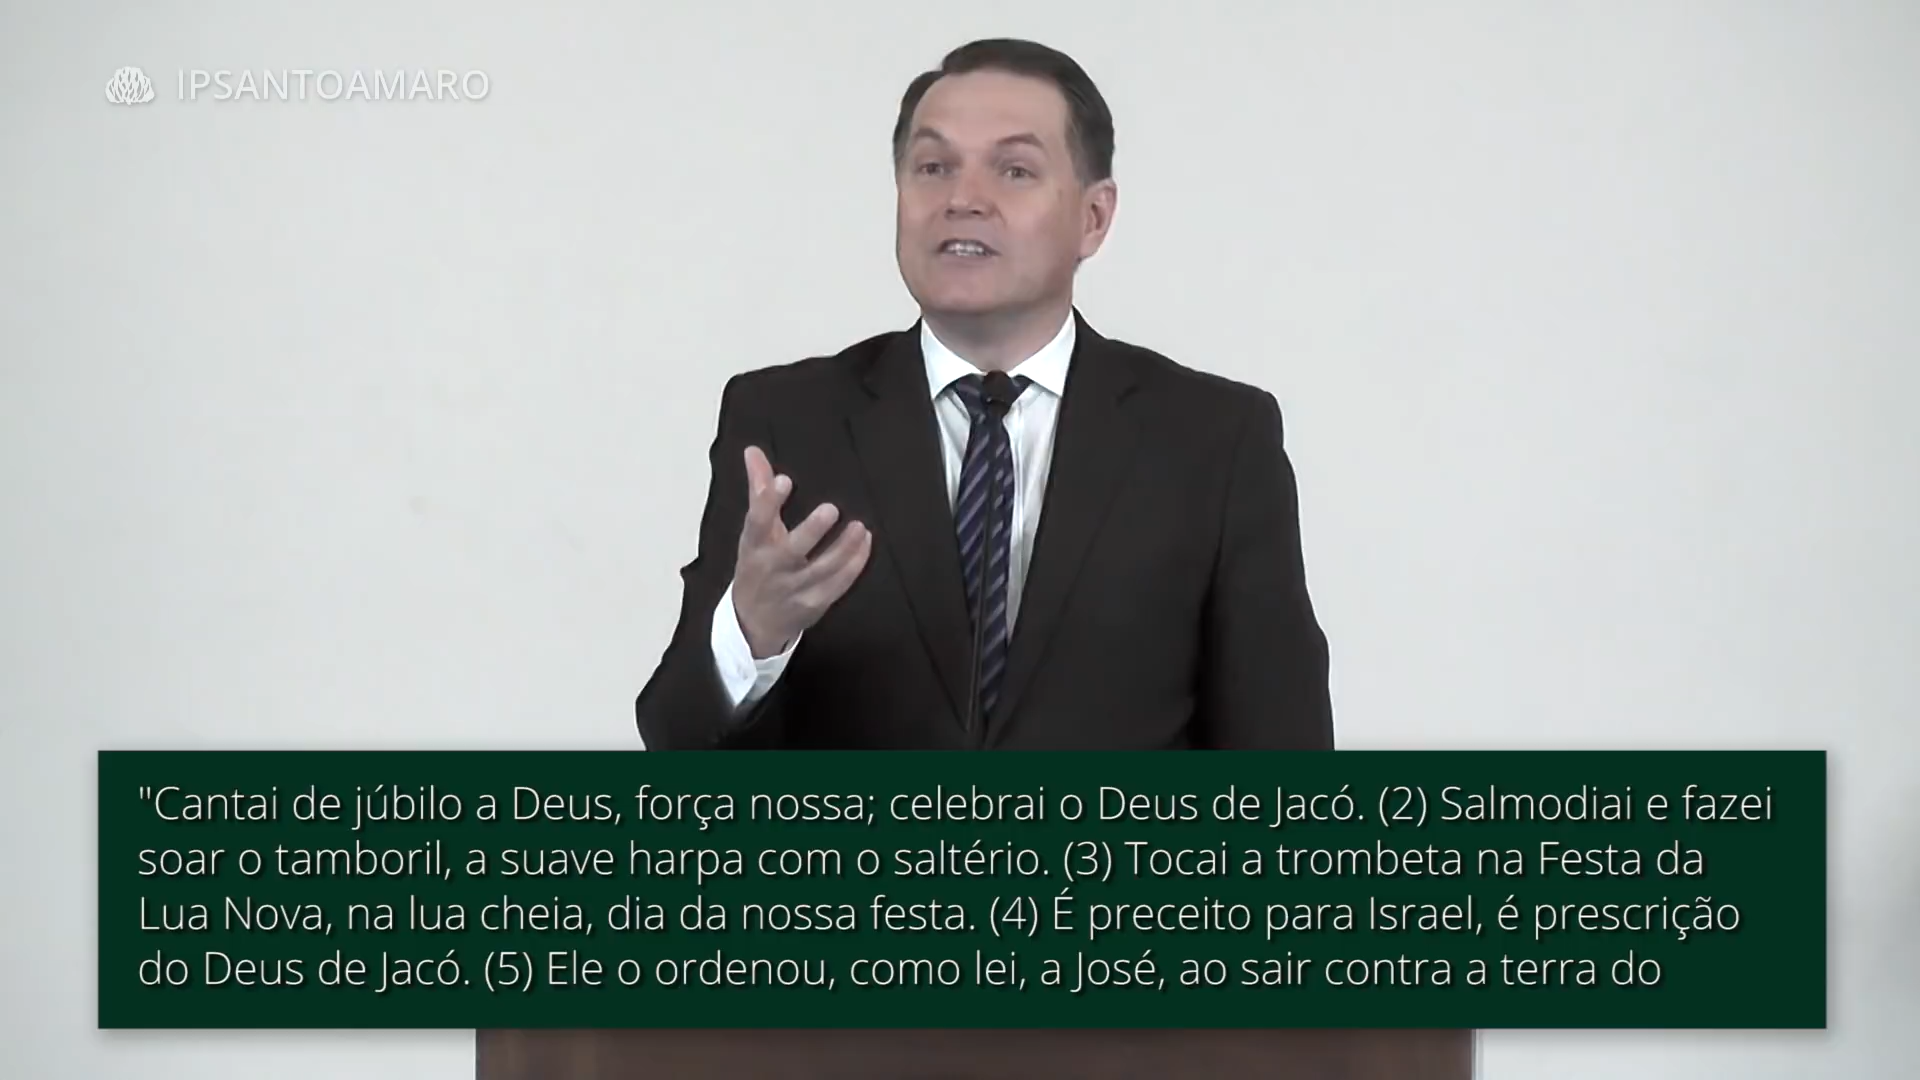 IPSANTOAMARO
"Cantai de júbilo a Deus, força nossa; celebrai o Deus de Jacó. (2) Salmodiai e fazei
soar o tamboril, a suave harpa com o saltério. (3) Tocai a trombeta na Festa da
Lua Nova, na lua cheia, dia da nossa festa. (4) É preceito para Israel, é prescrição
do Deus de Jacó. (5) Ele o ordenou, como lei, a José, ao sair contra a terra do